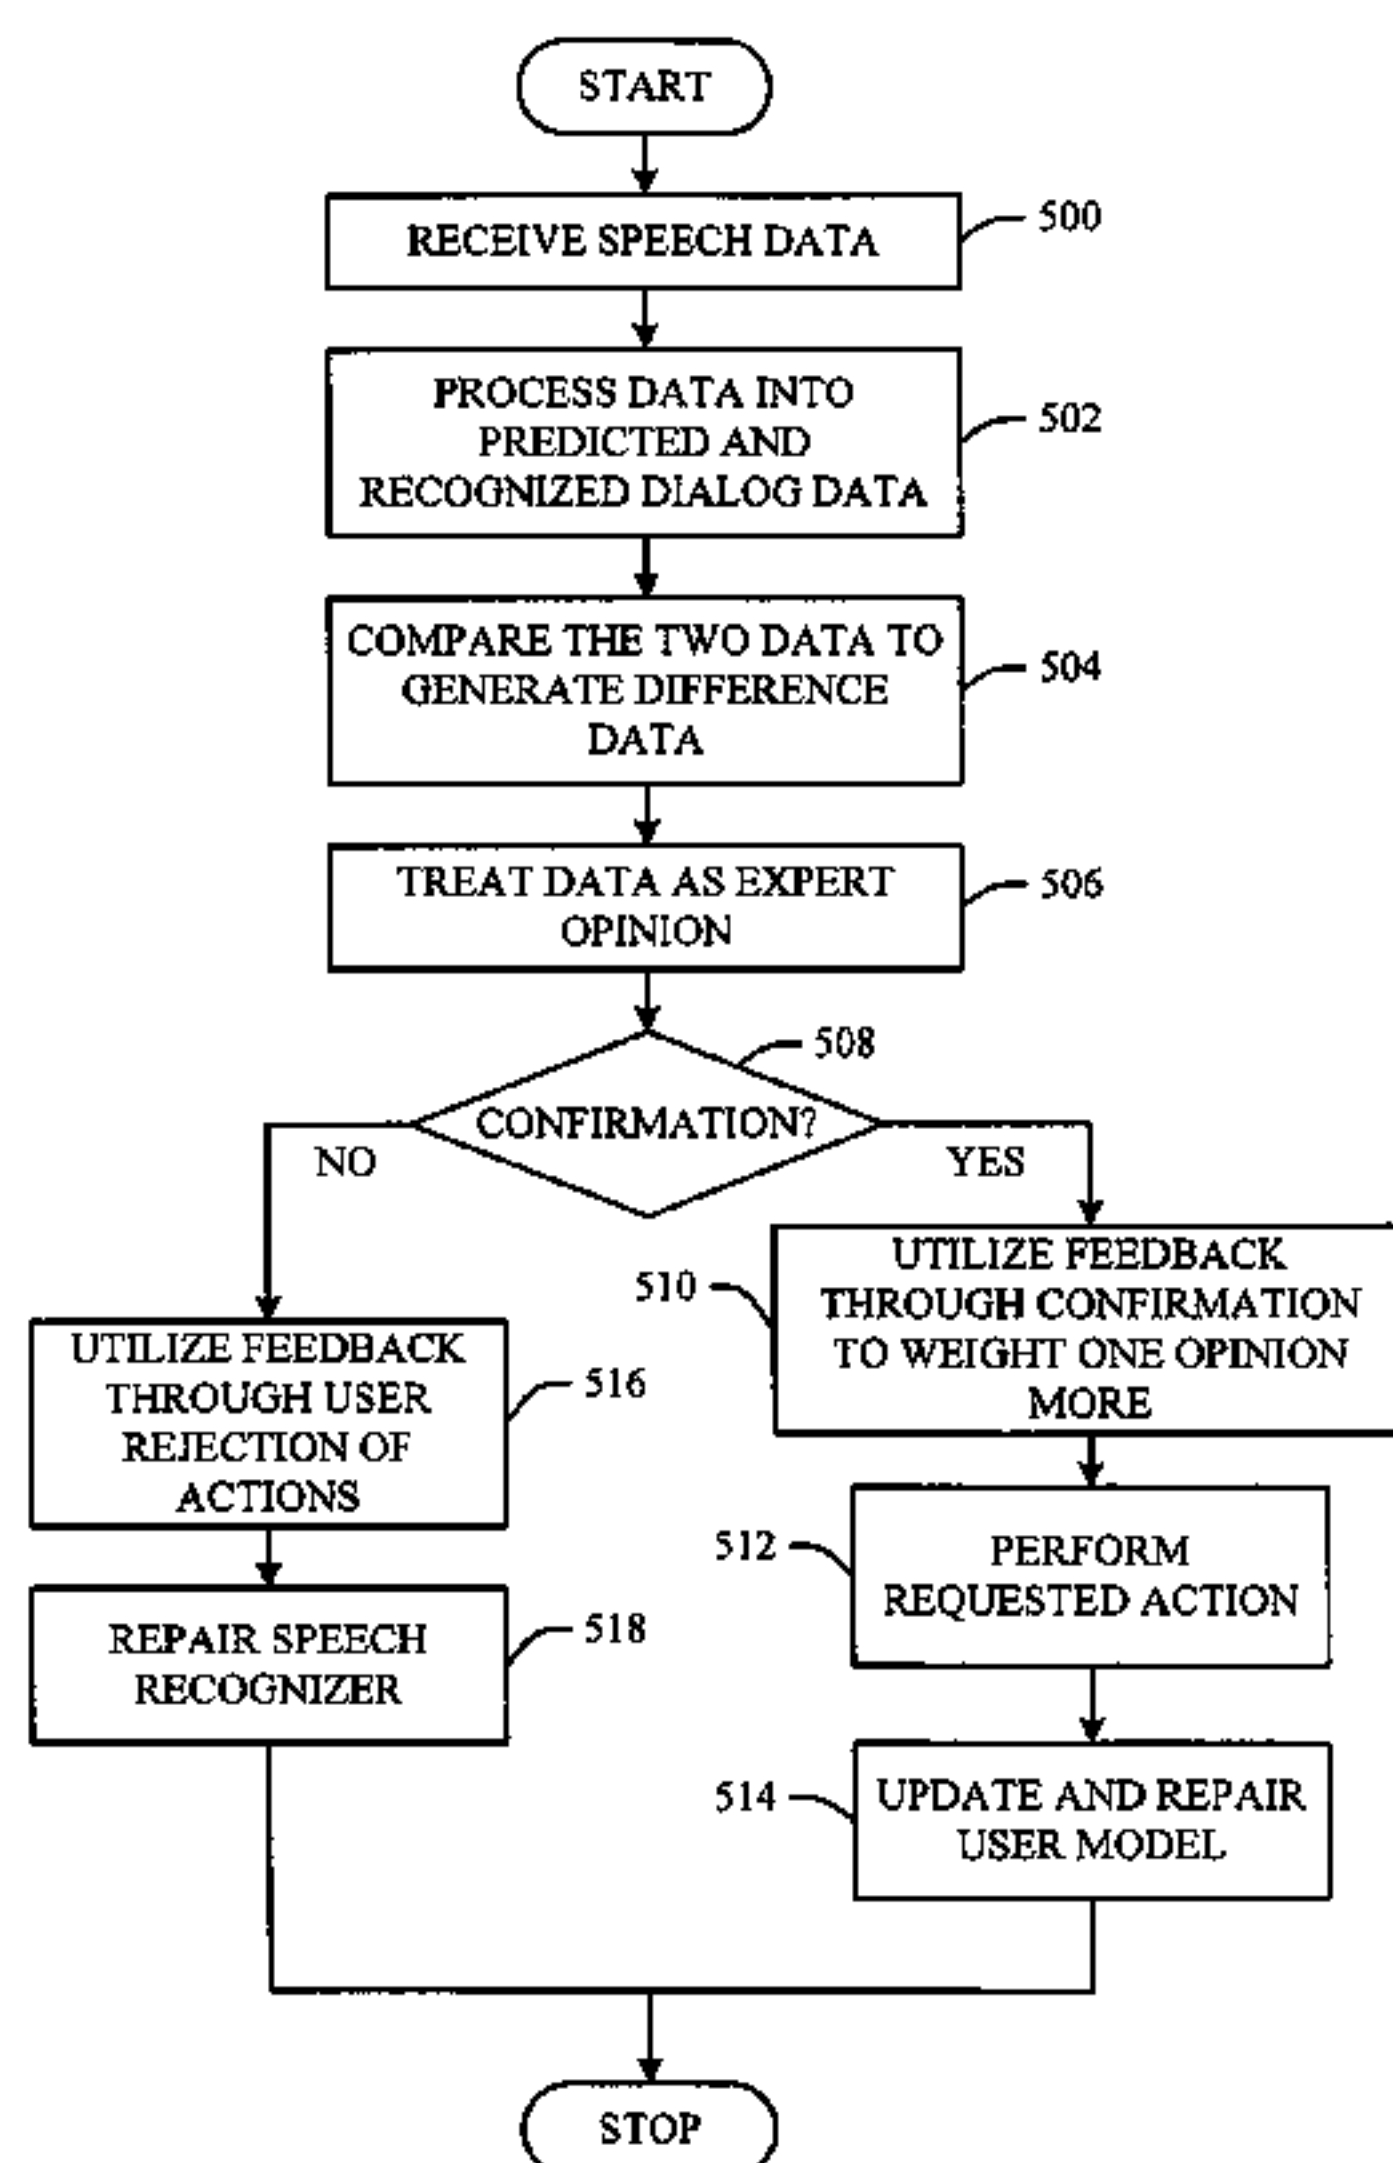 START
RECEIVE SPEECH DATA
500
PROCESS DATA INTO
PREDICTED AND
RECOGNIZED DIALOG DATA
502
COMPARE THE TWO DATA TO
GENERATE DIFFERENCE
DATA
504
TREAT DATA AS EXPERT
OPINION
506
508
CONFIRMATION?
NO
YES
510
UTILIZE FEEDBACK
THROUGH CONFIRMATION
TO WEIGHT ONE OPINION
MORE
UTILIZE FEEDBACK
THROUGH USER
REJECTION OF
ACTIONS
516
512
PERFORM
REQUESTED ACTION
REPAIR SPEECH
RECOGNIZER
518
514
UPDATE AND REPAIR
USER MODEL
STOP